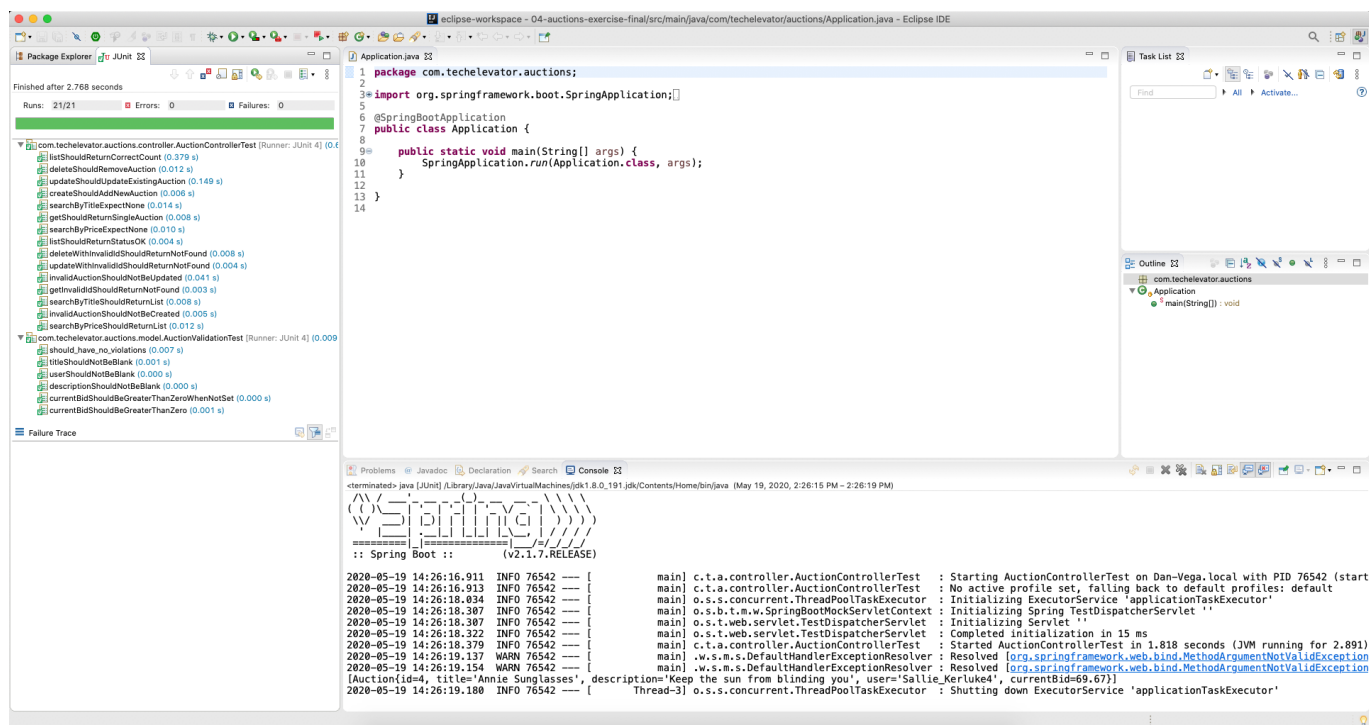 eclipse-workspace - 04-auctions-exercise-final/src/main/java/com/techelevator/auctions/Application.java - Eclipse IDE
Package Explorer JUnit
Finished after 2.768 seconds
Runs: 21/21 Errors: 0 Failures: 0
com.techelevator.auctions.controller.AuctionControllerTest [Runner: JUnit 4] (0.6
listShouldReturnCorrectCount (0.379 s)
deleteShouldRemoveAuction (0.012 s)
updateShouldUpdateExistingAuction (0.149 s)
createShouldAddNewAuction (0.006 s)
searchByTitleExpectNone (0.014 s)
getShouldReturnSingleAuction (0.008 s)
searchByPriceExpectNone (0.010 s)
listShouldReturnStatusOK (0.004 s)
deleteWithInvalidIdShouldReturnNotFound (0.008 s)
updateWithInvalidIdShouldReturnNotFound (0.004 s)
invalidAuctionShouldNotBeUpdated (0.041 s)
getInvalidIdShouldReturnNotFound (0.003 s)
searchByTitleShouldReturnList (0.008 s)
invalidAuctionShouldNotBeCreated (0.005 s)
searchByPriceShouldReturnList (0.012 s)
com.techelevator.auctions.model.AuctionValidationTest [Runner: JUnit 4] (0.009
should_have_no_violations (0.007 s)
titleShouldNotBeBlank (0.001 s)
userShouldNotBeBlank (0.000 s)
descriptionShouldNotBeBlank (0.000 s)
currentBidShouldBeGreaterThanZeroWhenNotSet (0.000 s)
currentBidShouldBeGreaterThanZero (0.001 s)
Failure Trace
Application.java
1 package com.techelevator.auctions;
2
3 import org.springframework.boot.SpringApplication;
5
6 @SpringBootApplication
7 public class Application {
8
9 public static void main(String[] args) {
10 SpringApplication.run(Application.class, args);
11 }
12
13 }
14
Task List
Find All Activate...
Outline
com.techelevator.auctions
Application
main(String[]) : void
Problems Javadoc Declaration Search Console
<terminated> java [JUnit] /Library/Java/JavaVirtualMachines/jdk1.8.0_191.jdk/Contents/Home/bin/java (May 19, 2020, 2:26:15 PM – 2:26:19 PM)
:: Spring Boot :: (v2.1.7.RELEASE)
2020-05-19 14:26:16.911 INFO 76542 --- [ main] c.t.a.controller.AuctionControllerTest : Starting AuctionControllerTest on Dan-Vega.local with PID 76542 (start
2020-05-19 14:26:16.913 INFO 76542 --- [ main] c.t.a.controller.AuctionControllerTest : No active profile set, falling back to default profiles: default
2020-05-19 14:26:18.034 INFO 76542 --- [ main] o.s.s.concurrent.ThreadPoolTaskExecutor : Initializing ExecutorService 'applicationTaskExecutor'
2020-05-19 14:26:18.307 INFO 76542 --- [ main] o.s.b.t.m.w.SpringBootMockServletContext : Initializing Spring TestDispatcherServlet ''
2020-05-19 14:26:18.307 INFO 76542 --- [ main] o.s.t.web.servlet.TestDispatcherServlet : Initializing Servlet ''
2020-05-19 14:26:18.322 INFO 76542 --- [ main] o.s.t.web.servlet.TestDispatcherServlet : Completed initialization in 15 ms
2020-05-19 14:26:18.379 INFO 76542 --- [ main] c.t.a.controller.AuctionControllerTest : Started AuctionControllerTest in 1.818 seconds (JVM running for 2.891)
2020-05-19 14:26:19.137 WARN 76542 --- [ main] .w.s.m.s.DefaultHandlerExceptionResolver : Resolved [org.springframework.web.bind.MethodArgumentNotValidException
2020-05-19 14:26:19.154 WARN 76542 --- [ main] .w.s.m.s.DefaultHandlerExceptionResolver : Resolved [org.springframework.web.bind.MethodArgumentNotValidException
[Auction{id=4, title='Annie Sunglasses', description='Keep the sun from blinding you', user='Sallie_Kerluke4', currentBid=69.67}]
2020-05-19 14:26:19.180 INFO 76542 --- [ Thread-3] o.s.s.concurrent.ThreadPoolTaskExecutor : Shutting down ExecutorService 'applicationTaskExecutor'